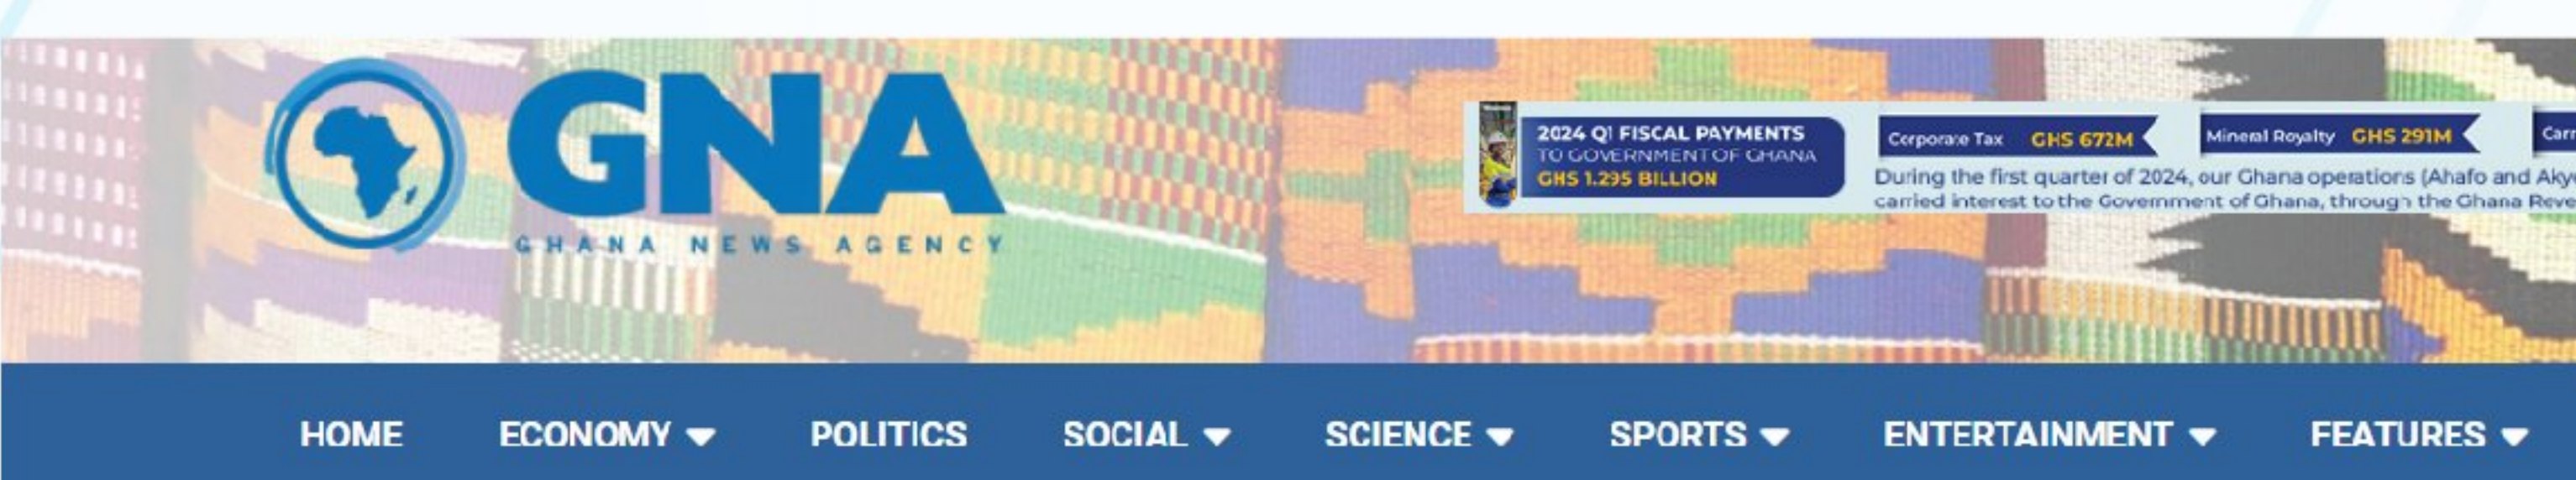 GNA
GHANA NEWS AGENCY
2024 Q1 FISCAL PAYMENTS
TO GOVERNMENT OF GHANA
GHS 1.295 BILLION
Corporate Tax GHS 672M
Mineral Royalty GHS 291M
During the first quarter of 2024, our Ghana operations (Ahafo and
carried interest to the Government of Ghana, through the Ghana
HOME ECONOMY POLITICS SOCIAL SCIENCE SPORTS ENTERTAINMENT FEATURES